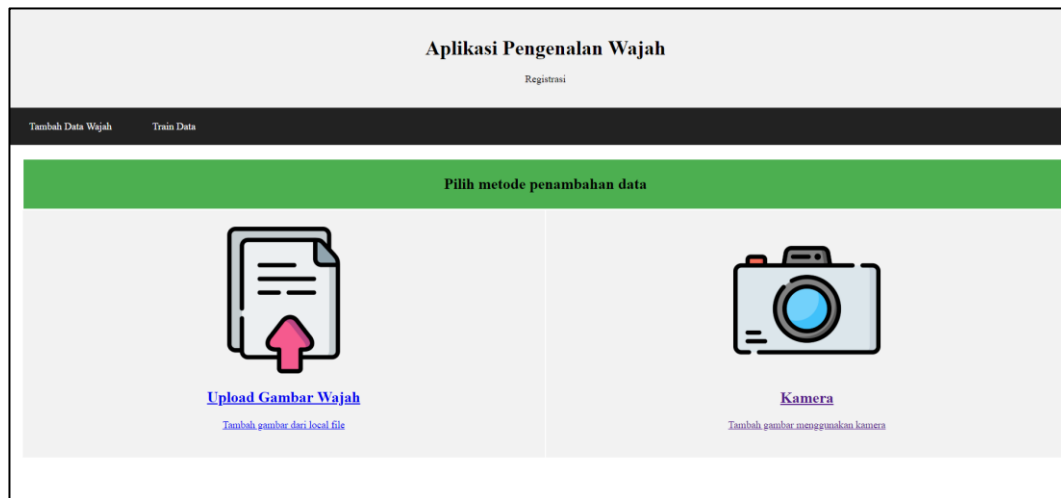 Aplikasi Pengenalan Wajah
Registrasi
Tambah Data Wajah
Train Data
Pilih metode penambahan data
Upload Gambar Wajah
Tambah gambar dari local file
Kamera
Tambah gambar menggunakan kamera